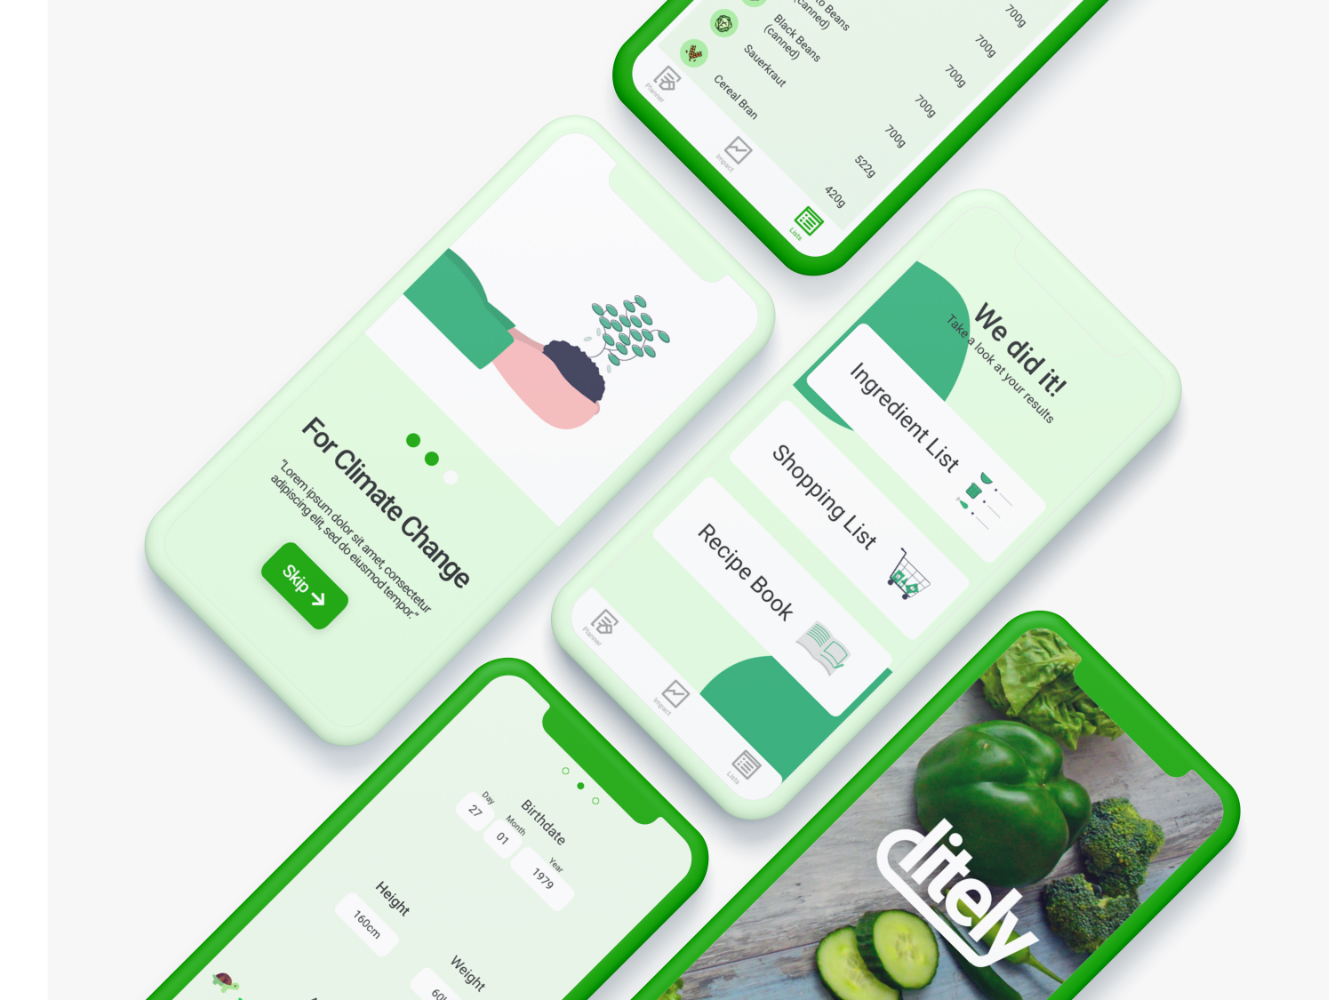 Beans
(canned)
Black Beans
(canned)
Sauerkraut
Cereal Bran
700g
700g
700g
700g
700g
522g
420g
Planner
Impact
Lists
For Climate Change
"Lorem ipsum dolor sit amet, consectetur
adipiscing elit, sed do eiusmod tempor."
Skip
We did it!
Take a look at your results
Ingredient List
Shopping List
Recipe Book
Planner
Impact
Lists
Birthdate
Day
Month
Year
27
01
1979
Height
160cm
Weight
ditely